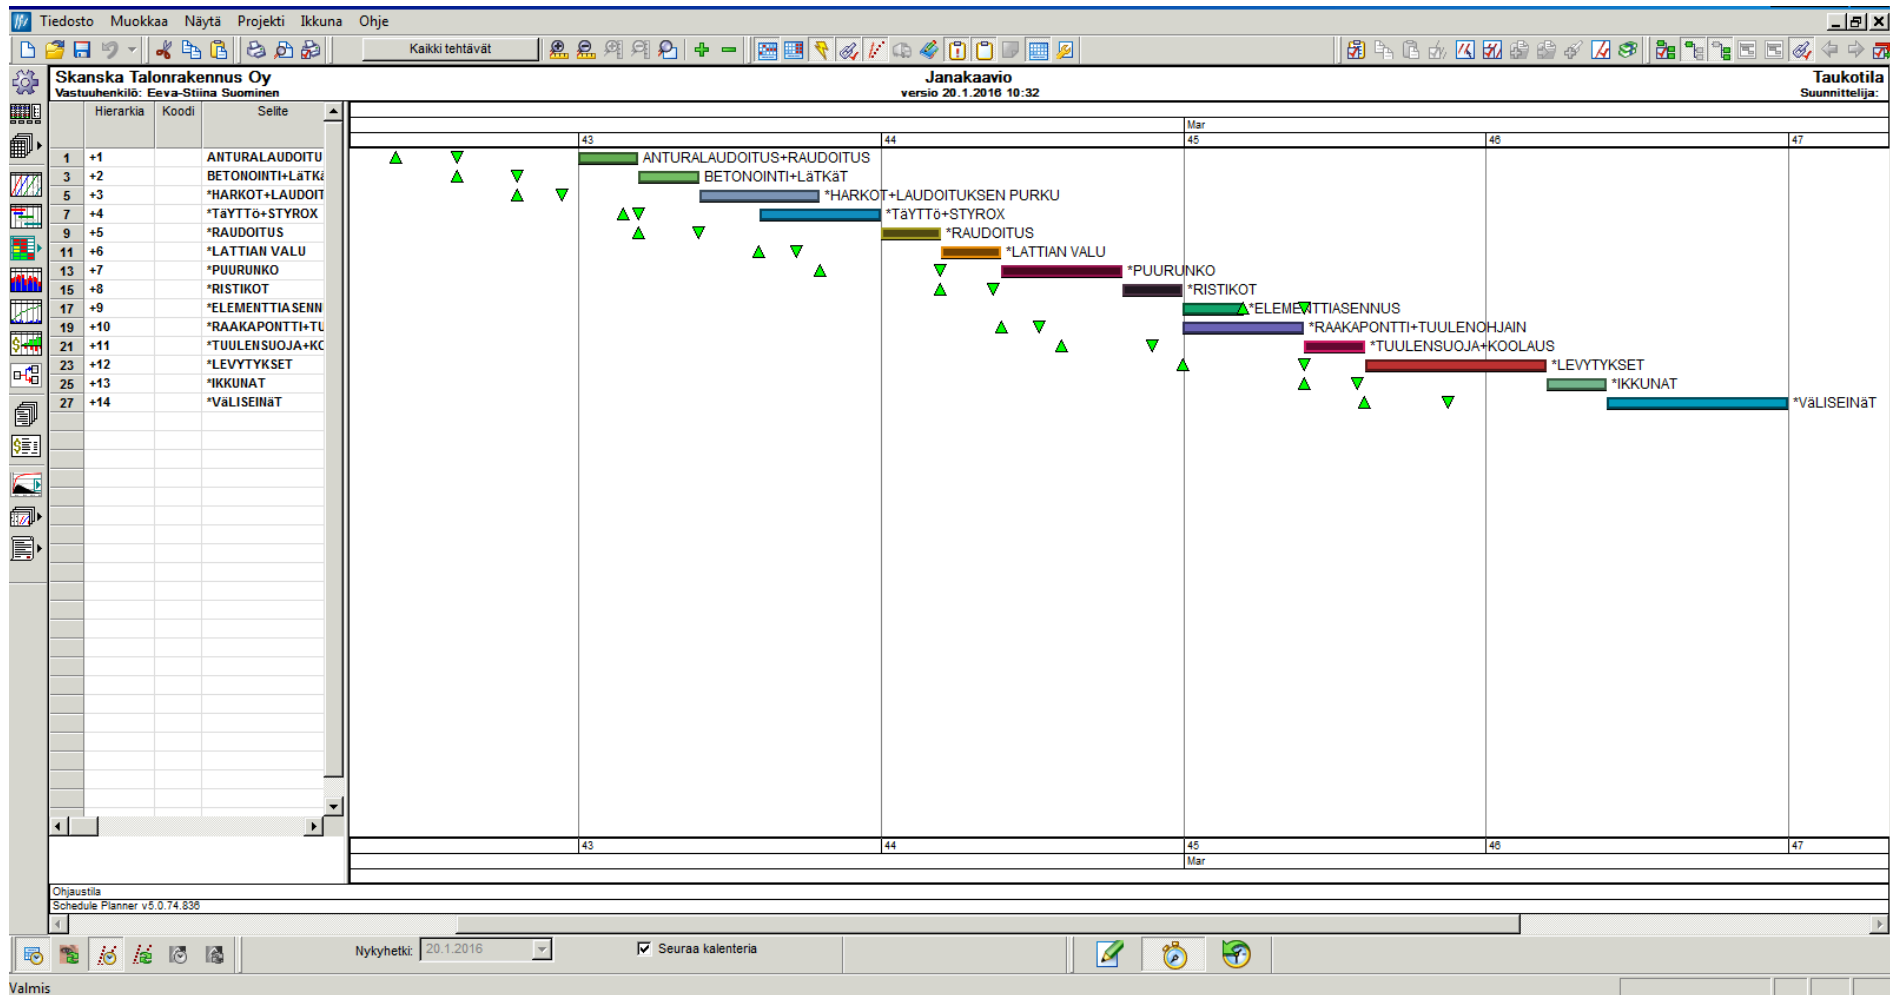 Tiedosto Muokkaa Näytä Projekti Ikkuna Ohje
Kaikki tehtävät
Skanska Talonrakennus Oy
Vastuuhenkilö: Eeva-Stiina Suominen
Janakaavio
versio 20.1.2016 10:32
Taukotila
Suunnittelija:
Hierarkia Koodi Selite
Mar
43 44 45 46 47
1 +1 ANTURALAUDOITU
3 +2 BETONOINTI+LäTKä
5 +3 *HARKOT+LAUDOIT
7 +4 *TäYTTö+STYROX
9 +5 *RAUDOITUS
11 +6 *LATTIAN VALU
13 +7 *PUURUNKO
15 +8 *RISTIKOT
17 +9 *ELEMENTTIASENN
19 +10 *RAAKAPONTTI+TU
21 +11 *TUULENSUOJA+KO
23 +12 *LEVYTYKSET
25 +13 *IKKUNAT
27 +14 *VäLISEINäT
ANTURALAUDOITUS+RAUDOITUS
BETONOINTI+LäTKäT
*HARKOT+LAUDOITUKSEN PURKU
*TäYTTö+STYROX
*RAUDOITUS
*LATTIAN VALU
*PUURUNKO
*RISTIKOT
*ELEMENTTIASENNUS
*RAAKAPONTTI+TUULENOHJAIN
*TUULENSUOJA+KOOLAUS
*LEVYTYKSET
*IKKUNAT
*VäLISEINäT
43 44 45 46 47
Mar
Ohjaustila
Schedule Planner v5.0.74.836
Nykyhetki: 20.1.2016 Seuraa kalenteria
Valmis